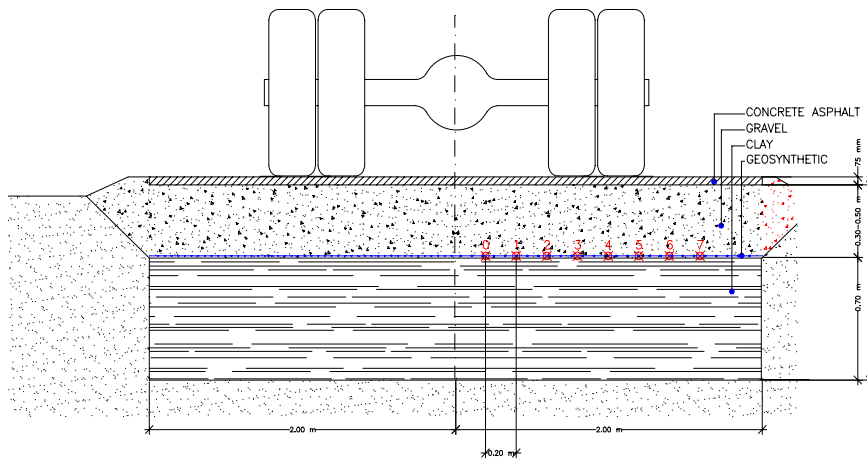 CONCRETE ASPHALT
GRAVEL
CLAY
GEOSYNTHETIC
75 mm
0.30-0.50 m
0 1 2 3 4 5 6 7
0.70 m
2.00 m 2.00 m
0.20 m